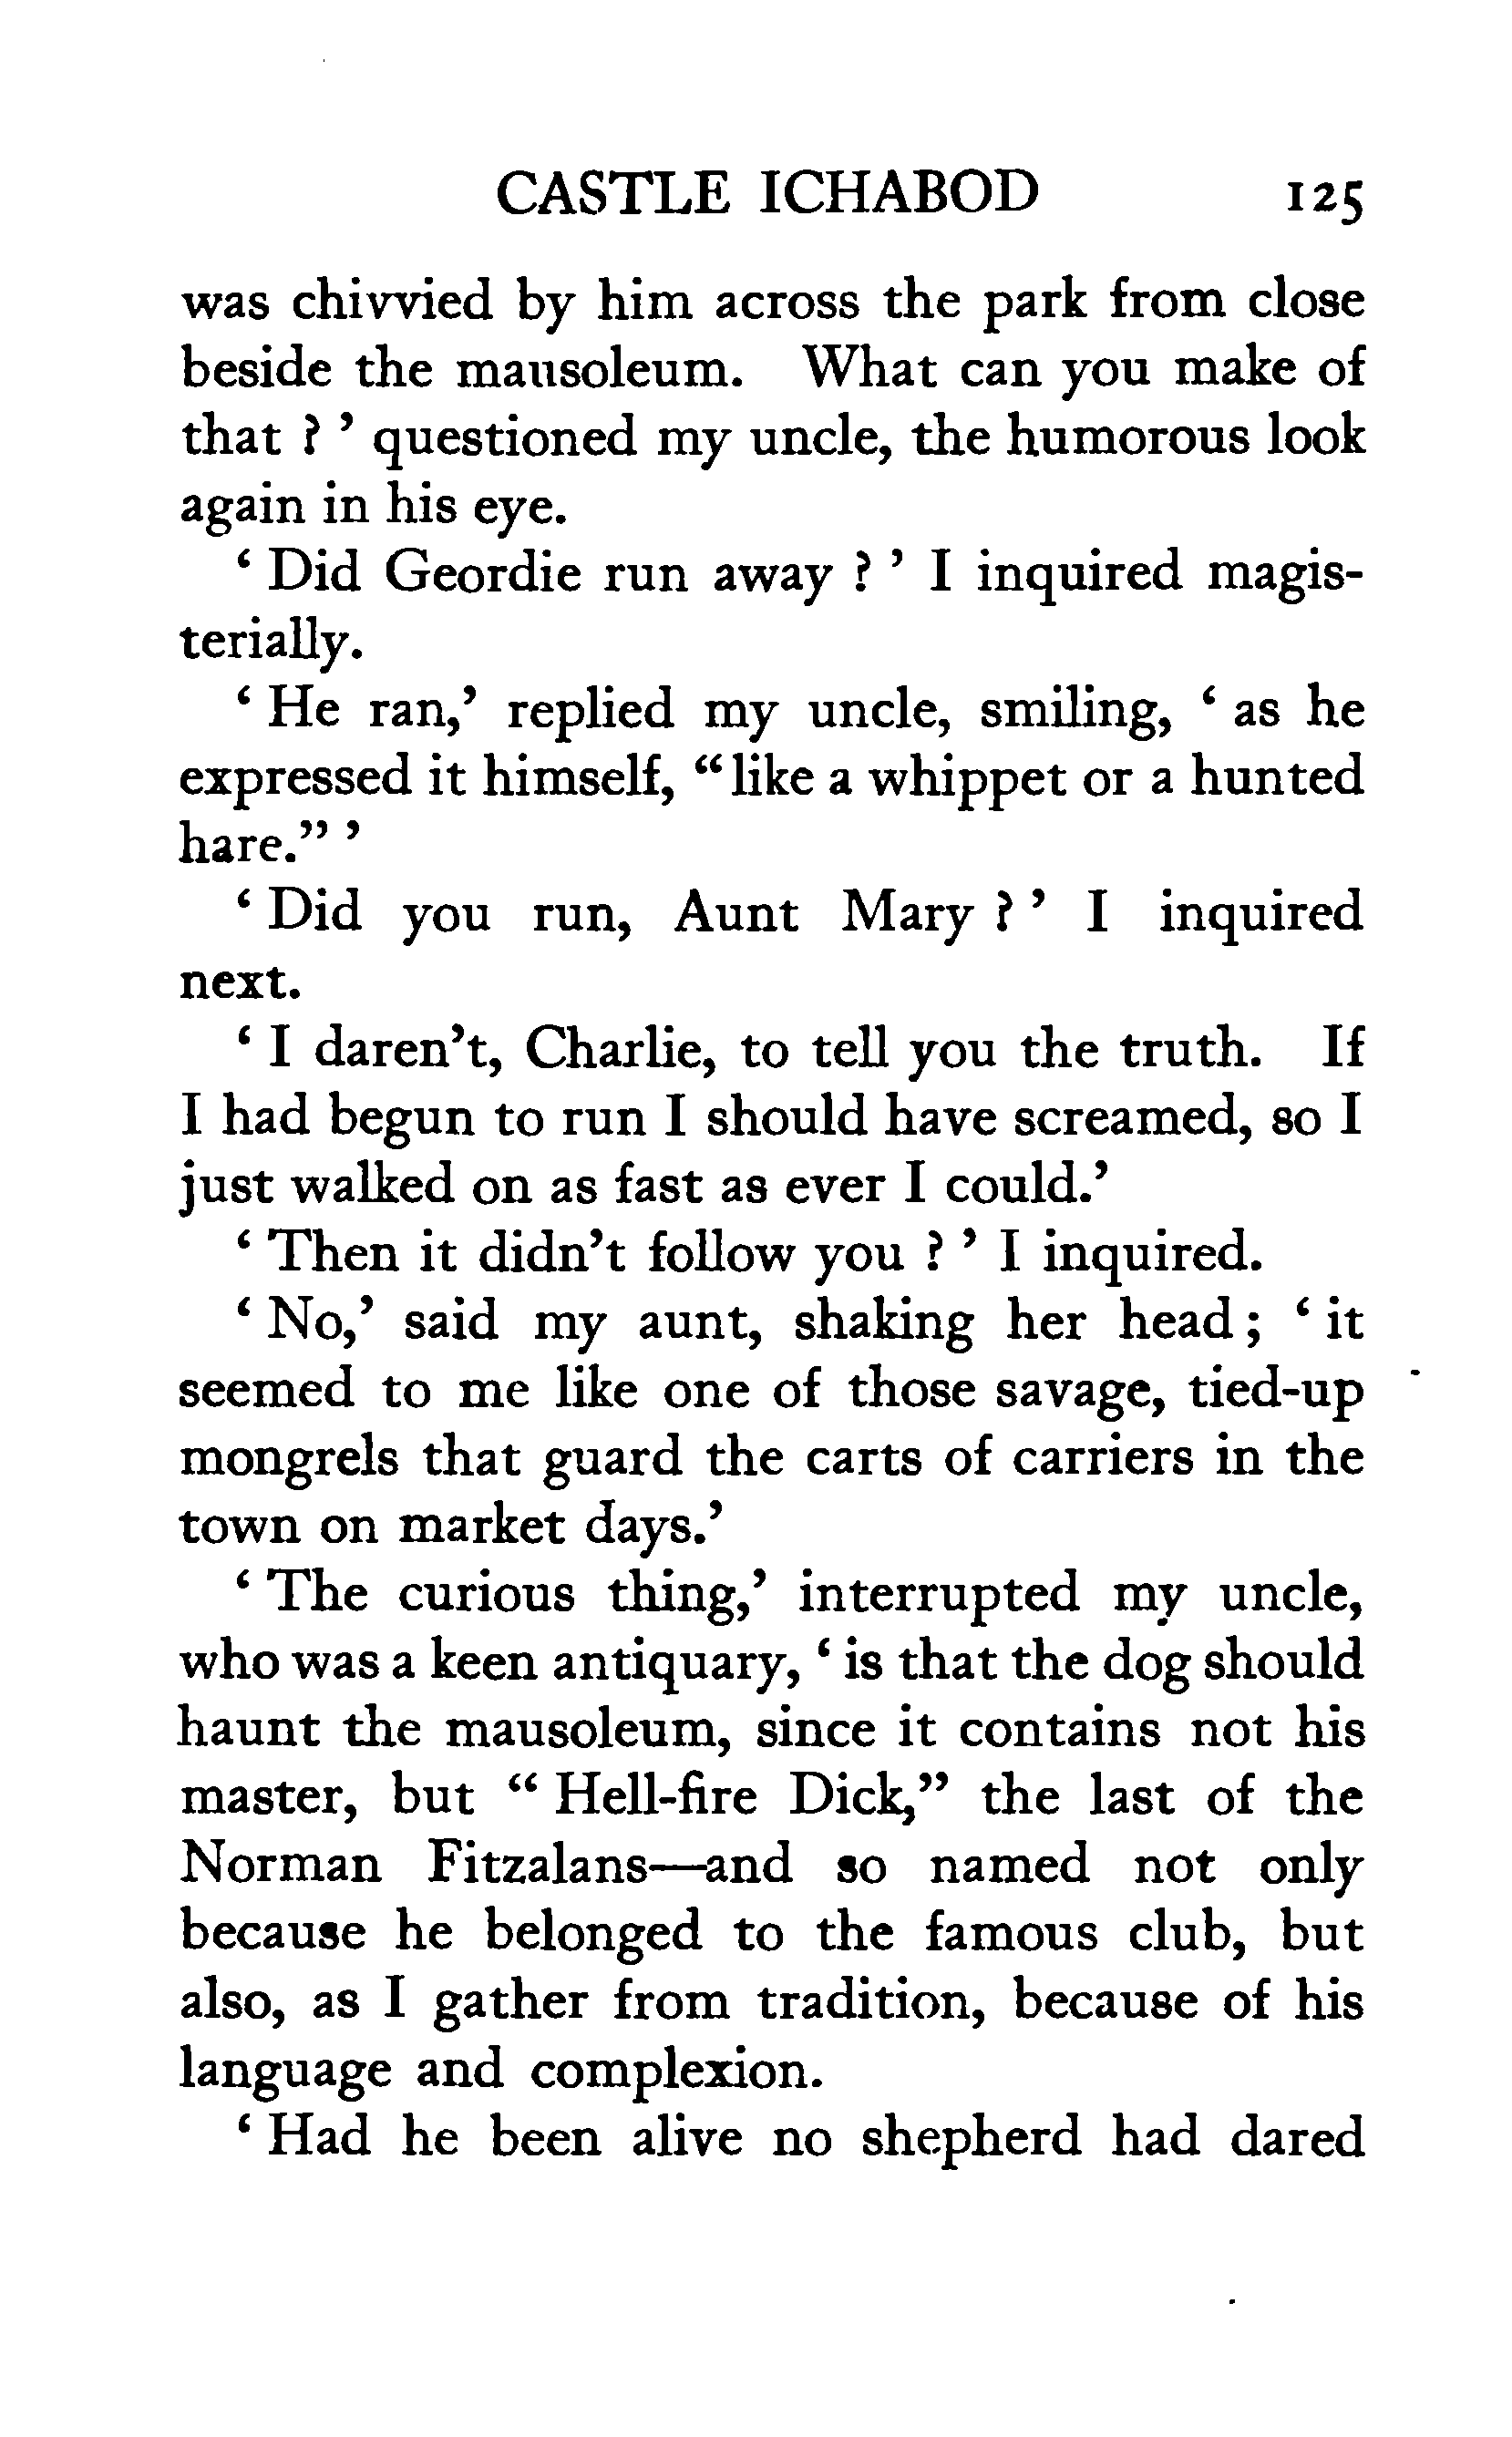 CASTLE ICHABOD 125
was chivvied by him across the park from close
beside the mausoleum. What can you make of
that ? ’ questioned my uncle, the humorous look
again in his eye.
‘ Did Geordie run away ? ’ I inquired magis-
terially.
‘ He ran,’ replied my uncle, smiling, ‘ as he
expressed it himself, “ like a whippet or a hunted
hare.” ’
‘ Did you run, Aunt Mary ? ’ I inquired
next.
‘ I daren’t, Charlie, to tell you the truth. If
I had begun to run I should have screamed, so I
just walked on as fast as ever I could.’
‘ Then it didn’t follow you ? ’ I inquired.
‘ No,’ said my aunt, shaking her head ; ‘ it
seemed to me like one of those savage, tied-up
mongrels that guard the carts of carriers in the
town on market days.’
‘ The curious thing,’ interrupted my uncle,
who was a keen antiquary, ‘ is that the dog should
haunt the mausoleum, since it contains not his
master, but “ Hell-fire Dick,” the last of the
Norman Fitzalans—and so named not only
because he belonged to the famous club, but
also, as I gather from tradition, because of his
language and complexion.
‘ Had he been alive no shepherd had dared